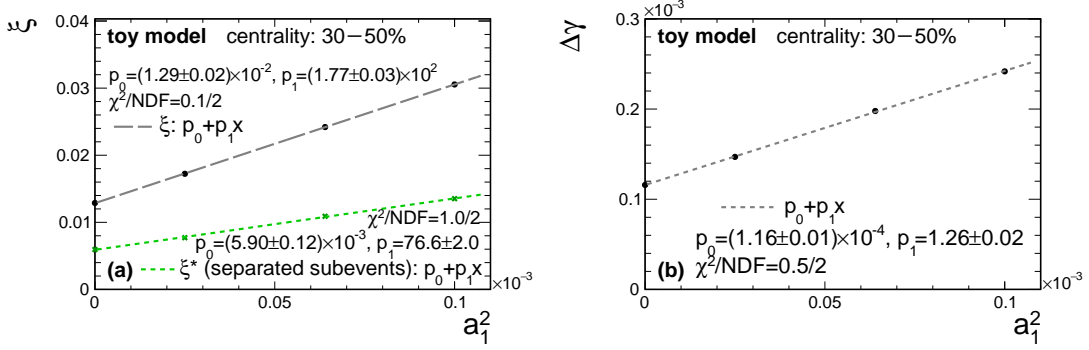 ξ
0.04
0.03
0.02
0.01
0
toy model centrality: 30−50%
p₀=(1.29±0.02)×10⁻², p₁=(1.77±0.03)×10²
χ²/NDF=0.1/2
ξ: p₀+p₁x
χ²/NDF=1.0/2
p₀=(5.90±0.12)×10⁻³, p₁=76.6±2.0
(a) ξ* (separated subevents): p₀+p₁x
0 0.05 0.1 ×10⁻³
a₁²
×10⁻³
Δγ
0.3
0.2
0.1
0
toy model centrality: 30−50%
p₀+p₁x
p₀=(1.16±0.01)×10⁻⁴, p₁=1.26±0.02
(b) χ²/NDF=0.5/2
0 0.05 0.1 ×10⁻³
a₁²